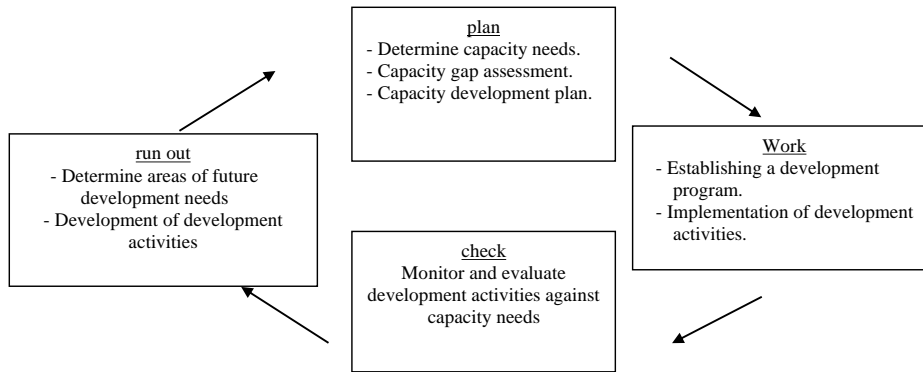 plan
- Determine capacity needs.
- Capacity gap assessment.
- Capacity development plan.
Work
- Establishing a development
program.
- Implementation of development
activities.
check
Monitor and evaluate
development activities against
capacity needs
run out
- Determine areas of future
development needs
- Development of development
activities